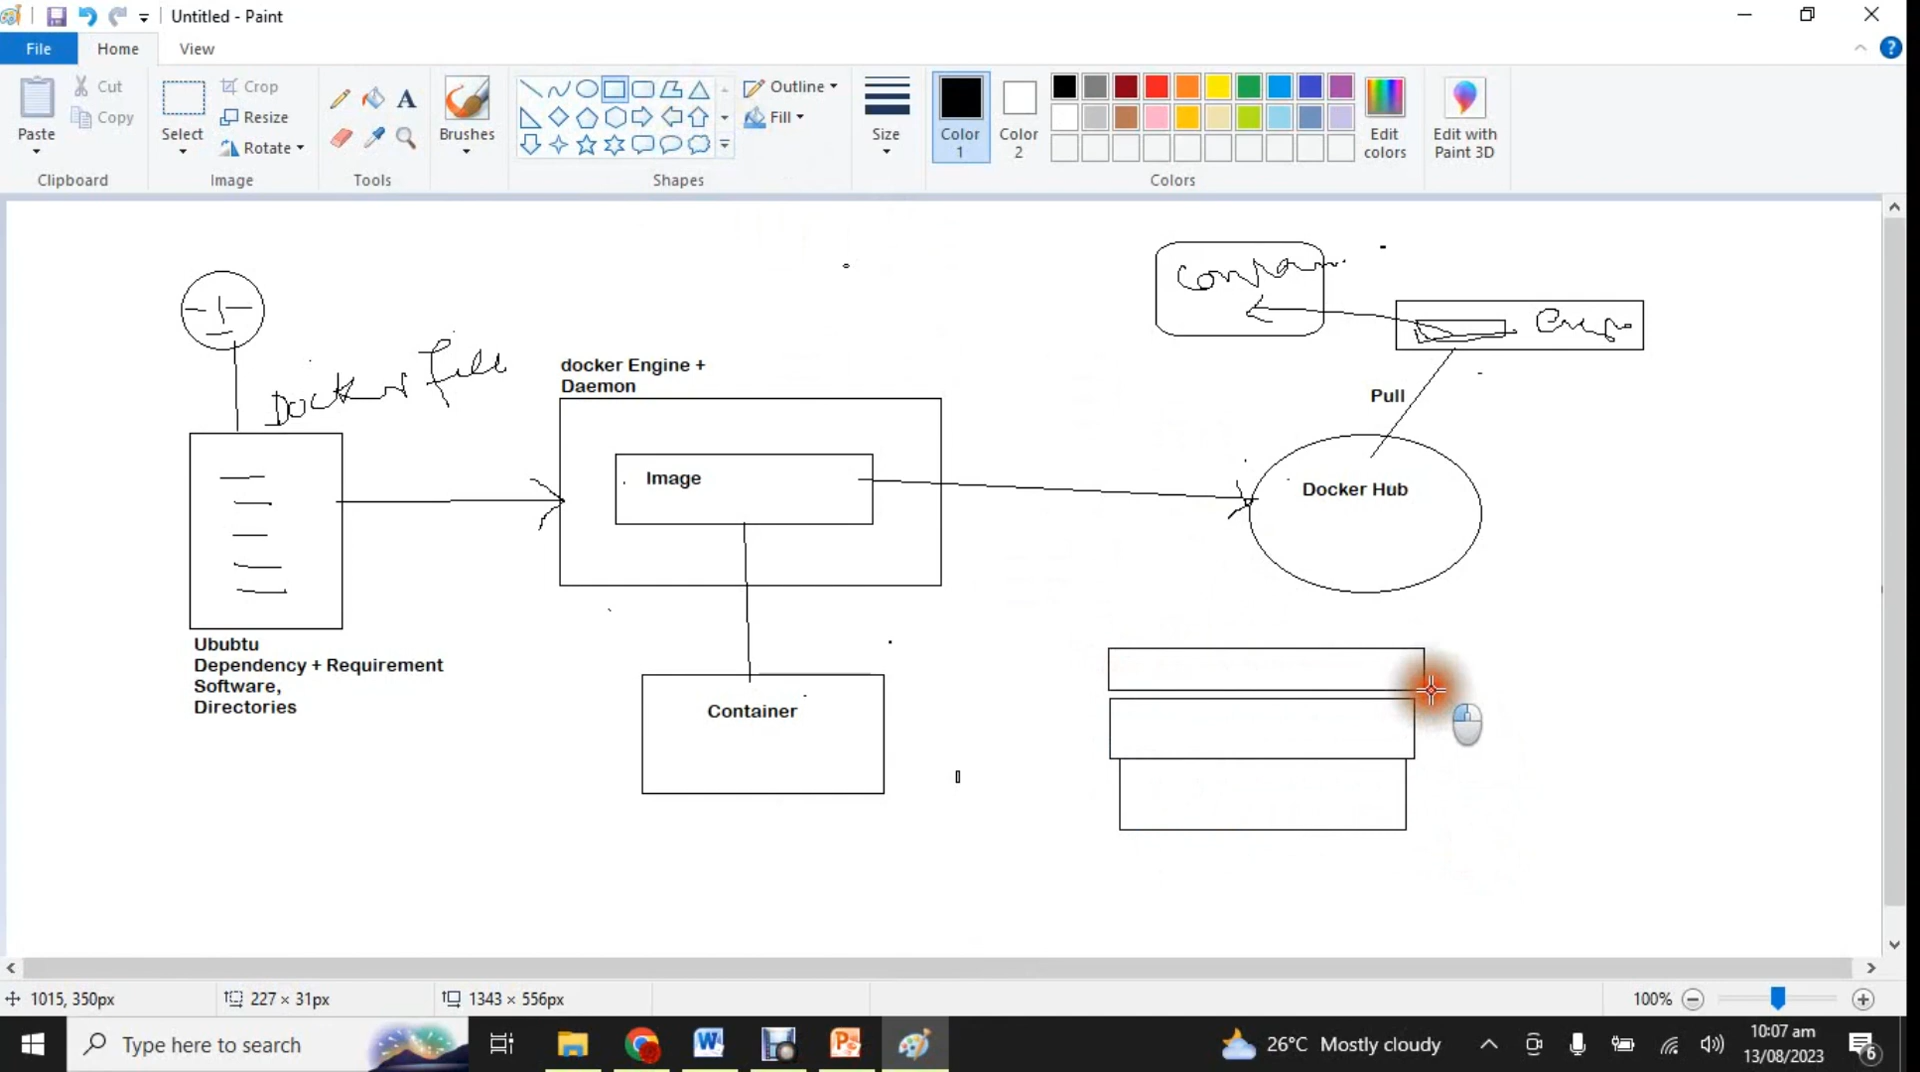 Untitled - Paint
File
Home
View
Paste
Cut
Copy
Clipboard
Select
Crop
Resize
Rotate
Image
Tools
Brushes
Shapes
Outline
Fill
Size
Color
1
Color
2
Edit
colors
Colors
Edit with
Paint 3D
Docker file
docker Engine +
Daemon
Image
Container
Ububtu
Dependency + Requirement
Software,
Directories
Pull
Docker Hub
1015, 350px
227 × 31px
1343 × 556px
100%
Type here to search
26°C Mostly cloudy
10:07 am
13/08/2023
6